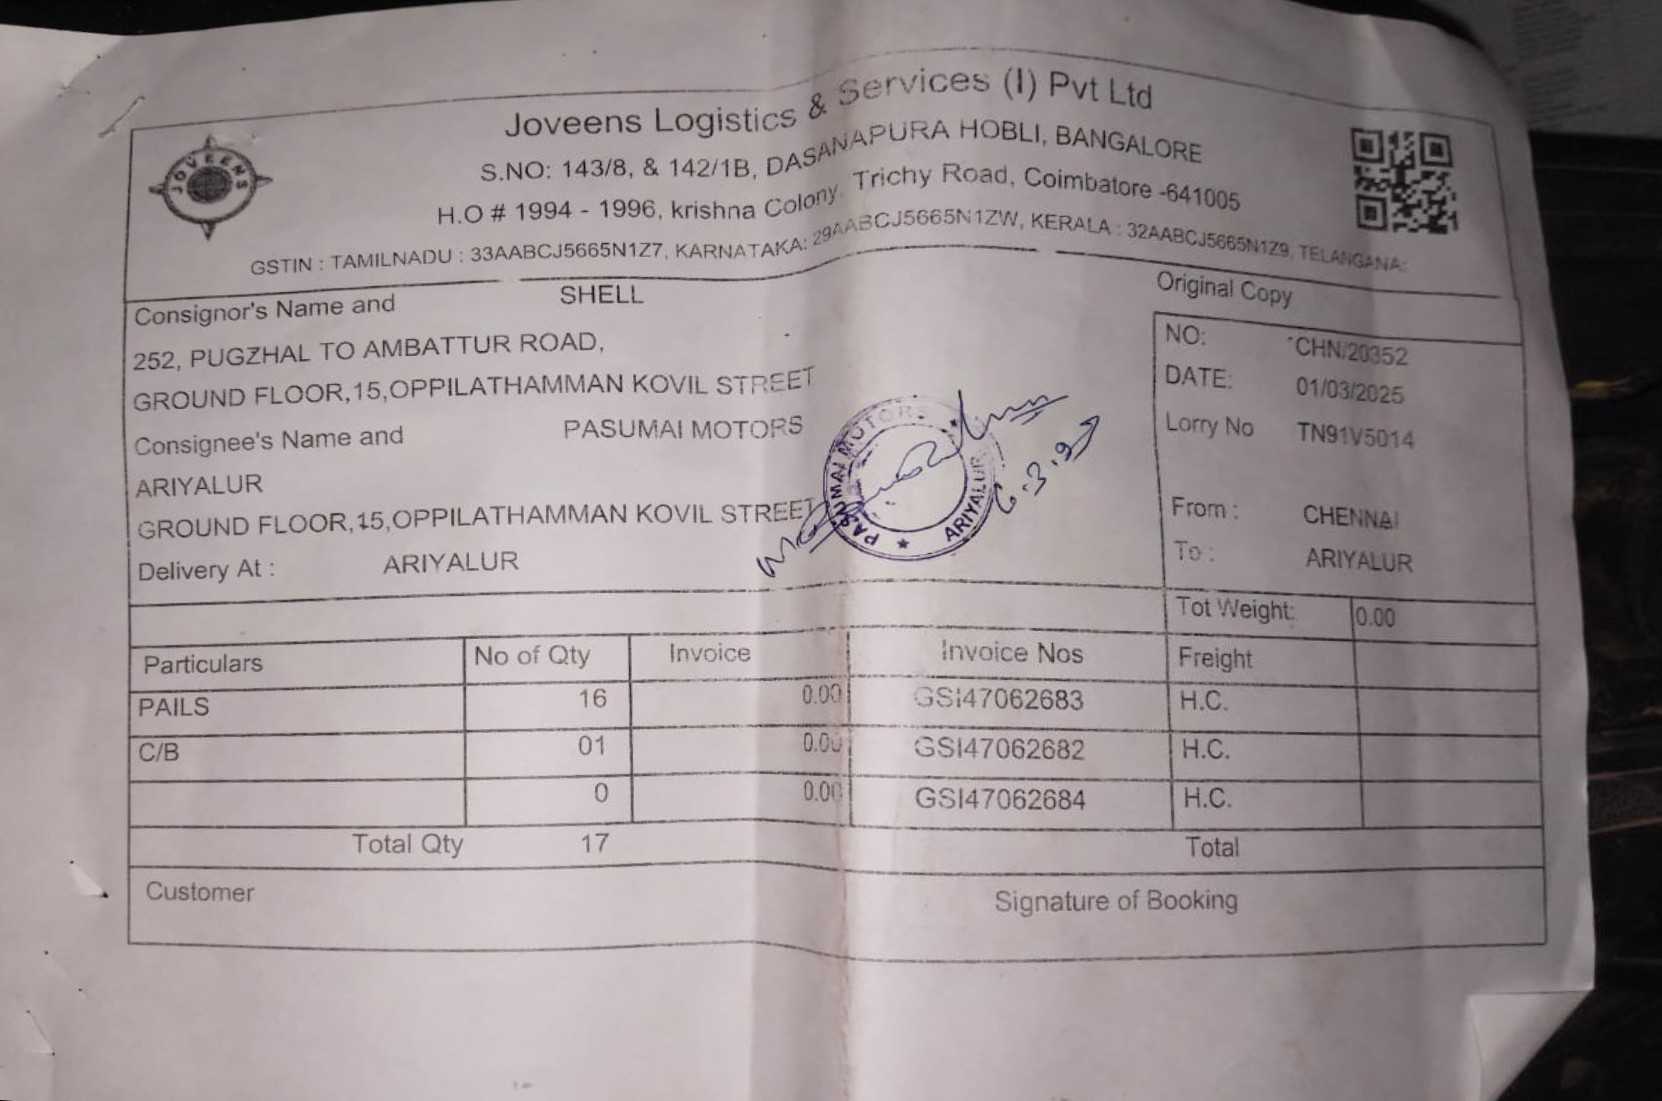 Joveens Logistics & Services (I) Pvt Ltd
S.NO: 143/8, & 142/1B, DASANAPURA HOBLI, BANGALORE
H.O # 1994 - 1996, krishna Colony, Trichy Road, Coimbatore -641005
GSTIN : TAMILNADU : 33AABCJ5665N1Z7, KARNATAKA: 29AABCJ5665N1ZW, KERALA : 32AABCJ5665N1Z9, TELANGANA:
JOVEENS
Consignor's Name and SHELL
Original Copy
252, PUGZHAL TO AMBATTUR ROAD,
NO: CHN/20352
GROUND FLOOR,15,OPPILATHAMMAN KOVIL STREET
DATE: 01/03/2025
Consignee's Name and PASUMAI MOTORS
Lorry No TN91V5014
ARIYALUR
GROUND FLOOR,15,OPPILATHAMMAN KOVIL STREET
From : CHENNAI
Delivery At : ARIYALUR
To : ARIYALUR
PASUMAI MOTORS
ARIYALUR
Tot Weight: 0.00
Particulars No of Qty Invoice Invoice Nos Freight
PAILS 16 0.00 GSI47062683 H.C.
C/B 01 0.00 GSI47062682 H.C.
0 0.00 GSI47062684 H.C.
Total Qty 17 Total
Customer Signature of Booking